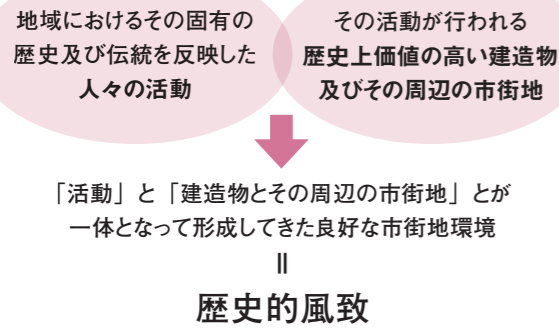 地域におけるその固有の
歴史及び伝統を反映した
人々の活動
その活動が行われる
歴史上価値の高い建造物
及びその周辺の市街地
「活動」と「建造物とその周辺の市街地」とが
一体となって形成してきた良好な市街地環境
＝
歴史的風致